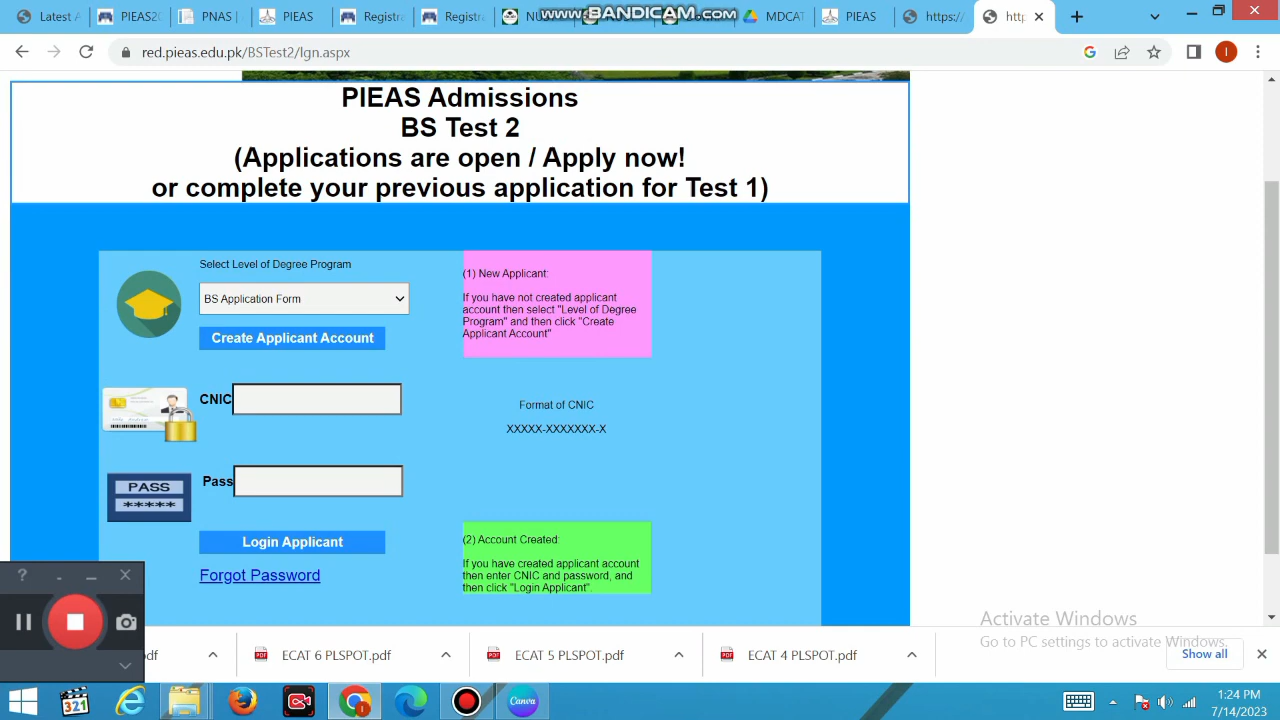 Latest A
PIEAS20
PNAS
PIEAS
Registra
Registra
NU
MDCAT
PIEAS
https:/
http
WWW.BANDICAM.COM
red.pieas.edu.pk/BSTest2/lgn.aspx
I
PIEAS Admissions
BS Test 2
(Applications are open / Apply now!
or complete your previous application for Test 1)
Select Level of Degree Program
BS Application Form
Create Applicant Account
(1) New Applicant:
If you have not created applicant
account then select "Level of Degree
Program" and then click "Create
Applicant Account"
CNIC
Format of CNIC
XXXXX-XXXXXXX-X
PASS
*****
Pass
Login Applicant
Forgot Password
(2) Account Created:
If you have created applicant account
then enter CNIC and password, and
then click "Login Applicant".
Activate Windows
Go to PC settings to activate Windows.
?
pdf
ECAT 6 PLSPOT.pdf
ECAT 5 PLSPOT.pdf
ECAT 4 PLSPOT.pdf
Show all
321
Canva
1:24 PM
7/14/2023